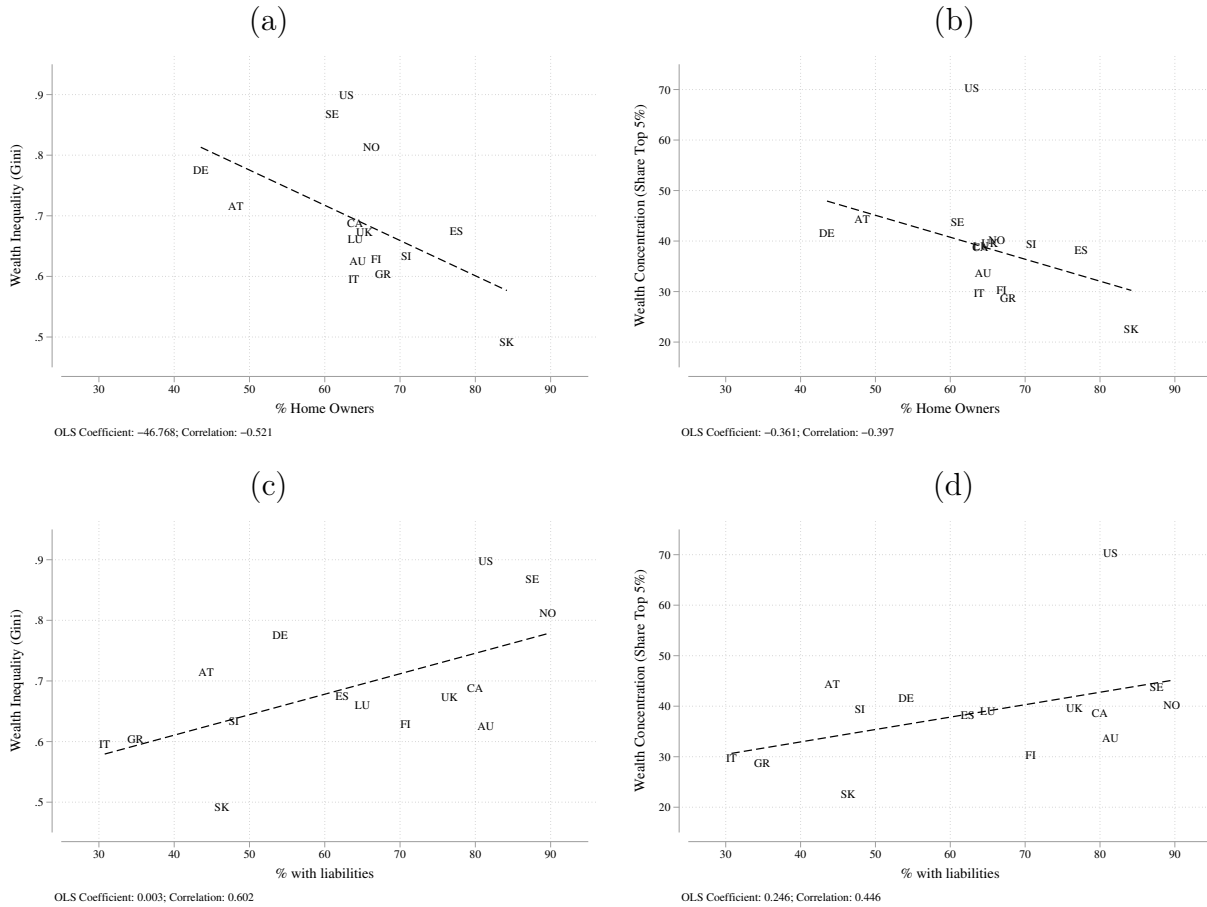 (a)
Wealth Inequality (Gini)
.9
.8
.7
.6
.5
US
SE
NO
DE
AT
CA
UK
ES
LU
SI
FI
AU
GR
IT
SK
30 40 50 60 70 80 90
% Home Owners
OLS Coefficient: −46.768; Correlation: −0.521
(b)
Wealth Concentration (Share Top 5%)
70
60
50
40
30
20
US
AT
SE
DE
NO
UK
CA
SI
ES
AU
FI
IT
GR
SK
30 40 50 60 70 80 90
% Home Owners
OLS Coefficient: −0.361; Correlation: −0.397
(c)
Wealth Inequality (Gini)
.9
.8
.7
.6
.5
US
SE
NO
DE
AT
CA
ES
UK
LU
SI
FI
AU
GR
IT
SK
30 40 50 60 70 80 90
% with liabilities
OLS Coefficient: 0.003; Correlation: 0.602
(d)
Wealth Concentration (Share Top 5%)
70
60
50
40
30
20
US
AT
SE
DE
NO
SI
UK
LU
CA
ES
AU
FI
IT
GR
SK
30 40 50 60 70 80 90
% with liabilities
OLS Coefficient: 0.246; Correlation: 0.446